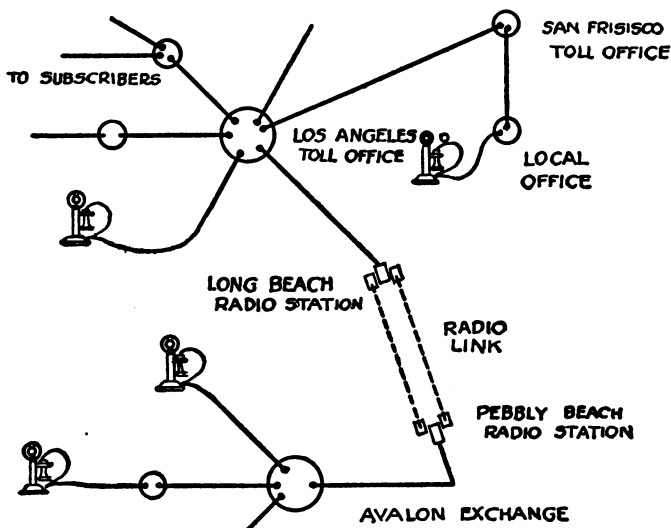 SAN FRISISCO
TOLL OFFICE
TO SUBSCRIBERS
LOS ANGELES
TOLL OFFICE
LOCAL
OFFICE
LONG BEACH
RADIO STATION
RADIO
LINK
PEBBLY BEACH
RADIO STATION
AVALON EXCHANGE